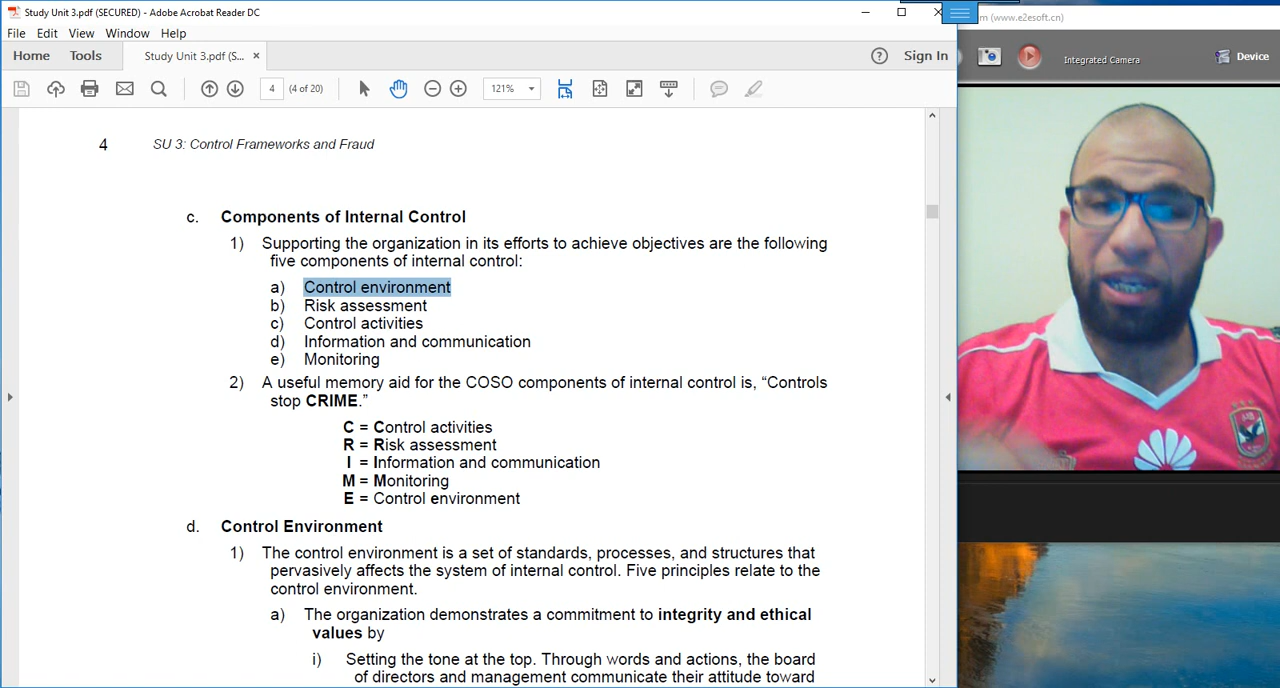 Study Unit 3.pdf (SECURED) - Adobe Acrobat Reader DC
m (www.e2esoft.cn)
File Edit View Window Help
Home Tools Study Unit 3.pdf (S... × ? Sign In
Integrated Camera Device
4 (4 of 20) 121%
4 SU 3: Control Frameworks and Fraud
c. Components of Internal Control
1) Supporting the organization in its efforts to achieve objectives are the following
five components of internal control:
a) Control environment
b) Risk assessment
c) Control activities
d) Information and communication
e) Monitoring
2) A useful memory aid for the COSO components of internal control is, “Controls
stop CRIME.”
C = Control activities
R = Risk assessment
I = Information and communication
M = Monitoring
E = Control environment
d. Control Environment
1) The control environment is a set of standards, processes, and structures that
pervasively affects the system of internal control. Five principles relate to the
control environment.
a) The organization demonstrates a commitment to integrity and ethical
values by
i) Setting the tone at the top. Through words and actions, the board
of directors and management communicate their attitude toward